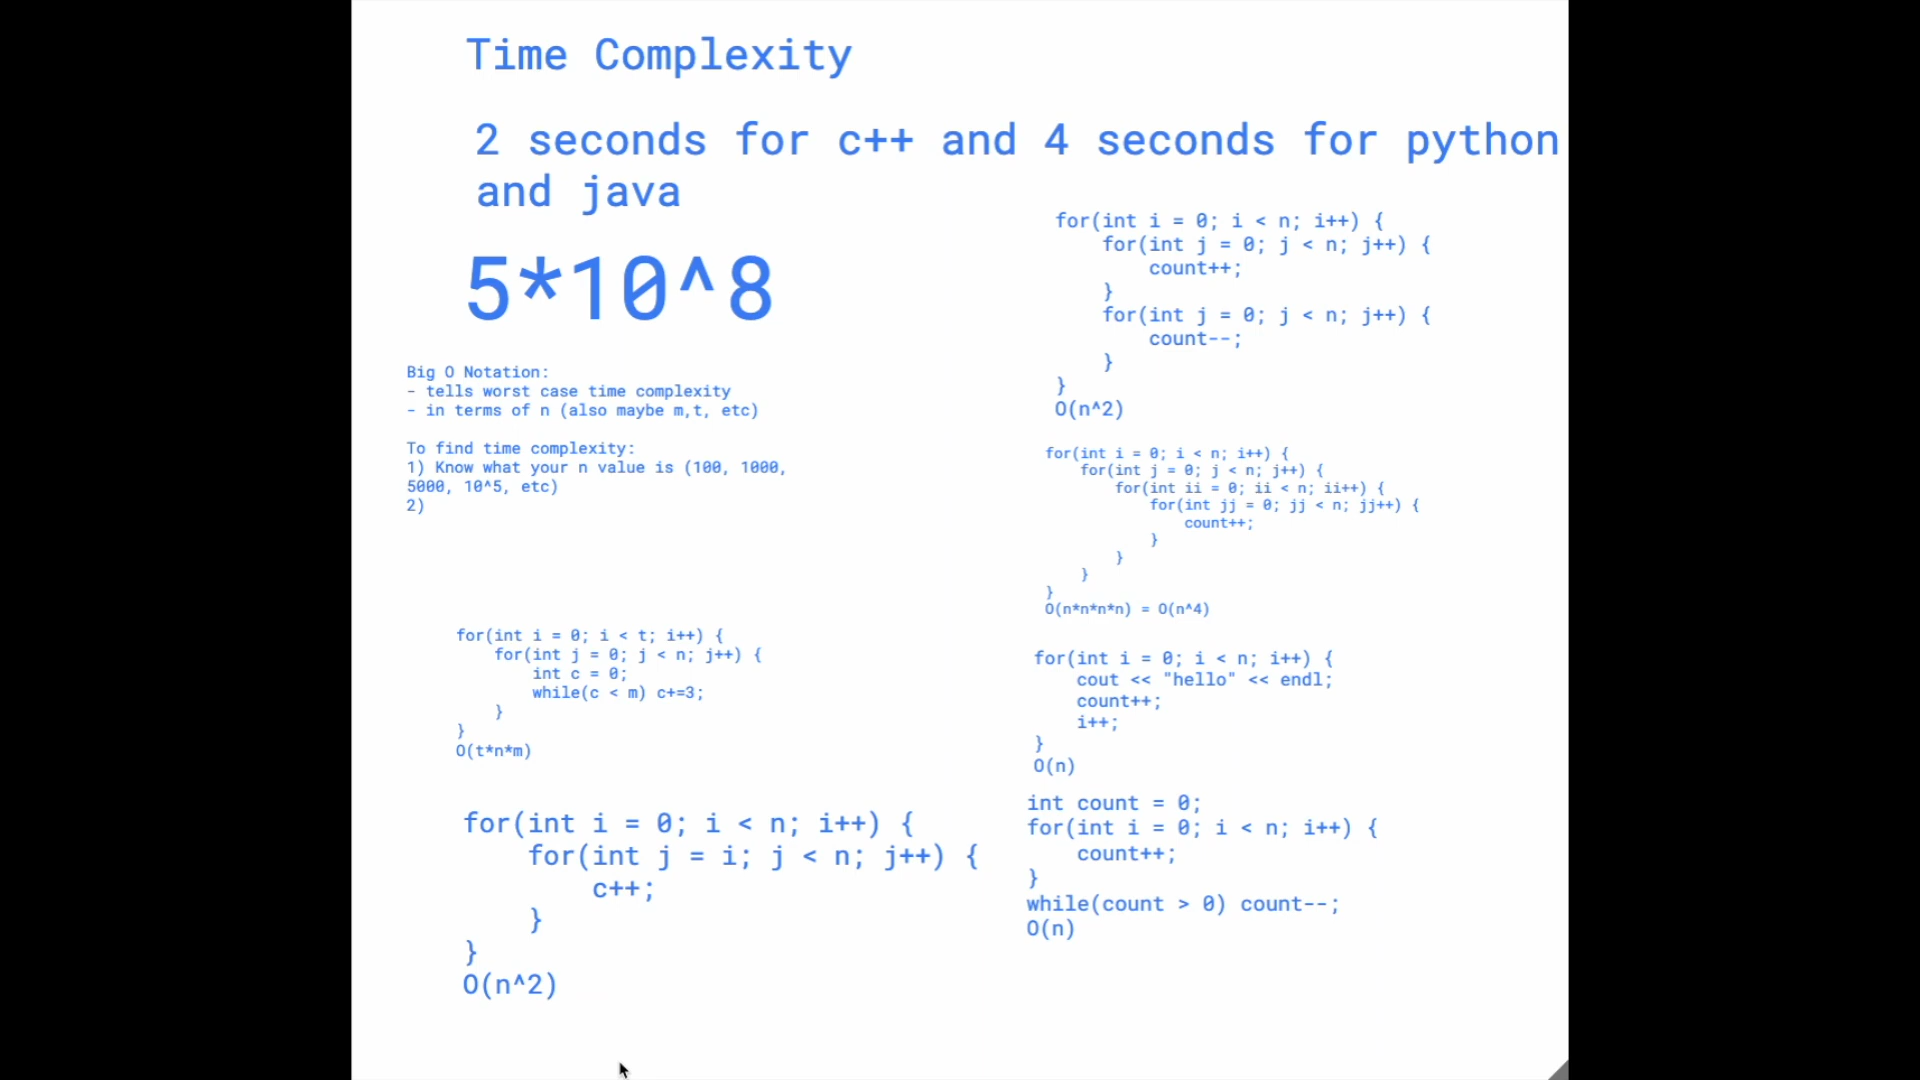 Time Complexity
2 seconds for c++ and 4 seconds for python
and java
5*10^8
Big O Notation:
- tells worst case time complexity
- in terms of n (also maybe m,t, etc)
To find time complexity:
1) Know what your n value is (100, 1000,
5000, 10^5, etc)
2)
for(int i = 0; i < t; i++) {
    for(int j = 0; j < n; j++) {
        int c = 0;
        while(c < m) c+=3;
    }
}
O(t*n*m)
for(int i = 0; i < n; i++) {
    for(int j = i; j < n; j++) {
        c++;
    }
}
O(n^2)
for(int i = 0; i < n; i++) {
    for(int j = 0; j < n; j++) {
        count++;
    }
    for(int j = 0; j < n; j++) {
        count--;
    }
}
O(n^2)
for(int i = 0; i < n; i++) {
    for(int j = 0; j < n; j++) {
        for(int ii = 0; ii < n; ii++) {
            for(int jj = 0; jj < n; jj++) {
                count++;
            }
        }
    }
}
O(n*n*n*n) = O(n^4)
for(int i = 0; i < n; i++) {
    cout << "hello" << endl;
    count++;
    i++;
}
O(n)
int count = 0;
for(int i = 0; i < n; i++) {
    count++;
}
while(count > 0) count--;
O(n)